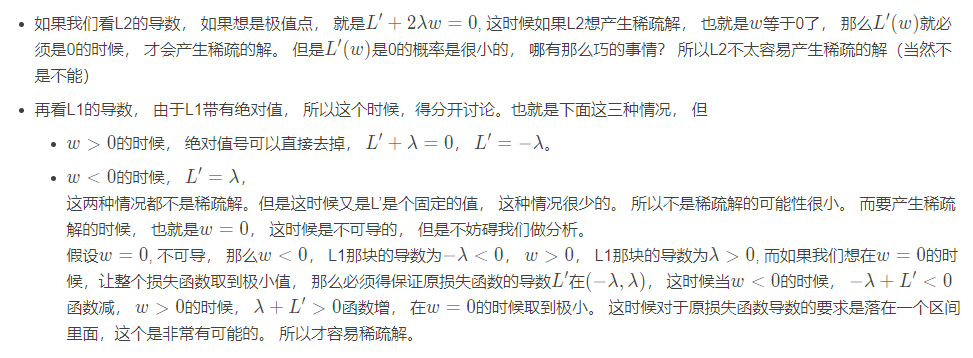 • 如果我们看L2的导数， 如果想是极值点， 就是L′ + 2λw = 0, 这时候如果L2想产生稀疏解， 也就是w等于0了， 那么L′(w)就必
须是0的时候， 才会产生稀疏的解。 但是L′(w)是0的概率是很小的， 哪有那么巧的事情？ 所以L2不太容易产生稀疏的解（当然不
是不能）
• 再看L1的导数， 由于L1带有绝对值， 所以这个时候，得分开讨论。也就是下面这三种情况， 但
• w > 0的时候， 绝对值号可以直接去掉， L′ + λ = 0， L′ = −λ。
• w < 0的时候， L′ = λ，
这两种情况都不是稀疏解。但是这时候又是L’是个固定的值， 这种情况很少的。 所以不是稀疏解的可能性很小。 而要产生稀疏
解的时候， 也就是w = 0， 这时候是不可导的， 但是不妨碍我们做分析。
假设w = 0, 不可导， 那么w < 0， L1那块的导数为−λ < 0， w > 0， L1那块的导数为λ > 0, 而如果我们想在w = 0的时
候，让整个损失函数取到极小值， 那么必须得保证原损失函数的导数L′在(−λ, λ)， 这时候当w < 0的时候， −λ + L′ < 0
函数减， w > 0的时候， λ + L′ > 0函数增， 在w = 0的时候取到极小。 这时候对于原损失函数导数的要求是落在一个区间
里面，这个是非常有可能的。 所以才容易稀疏解。